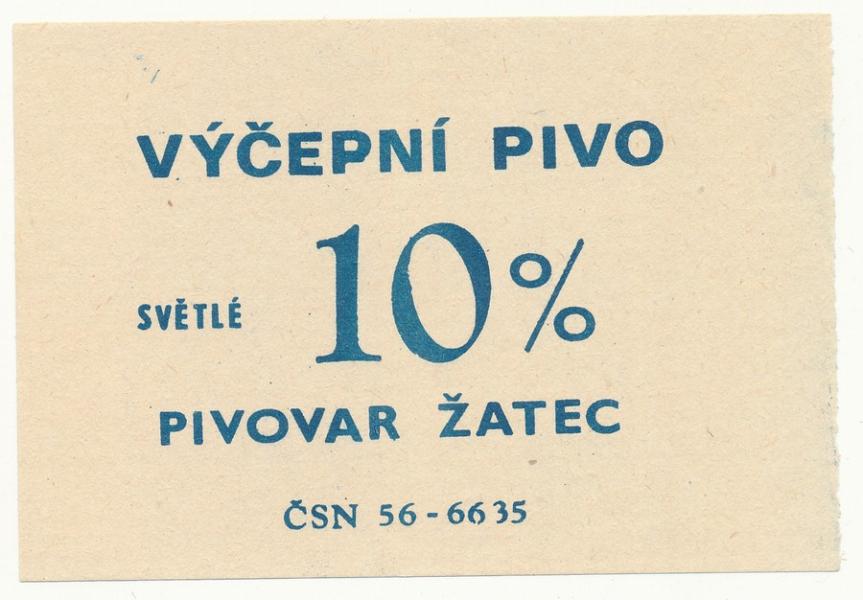 VÝČEPNÍ PIVO
SVĚTLÉ 10%
PIVOVAR ŽATEC
ČSN 56-6635